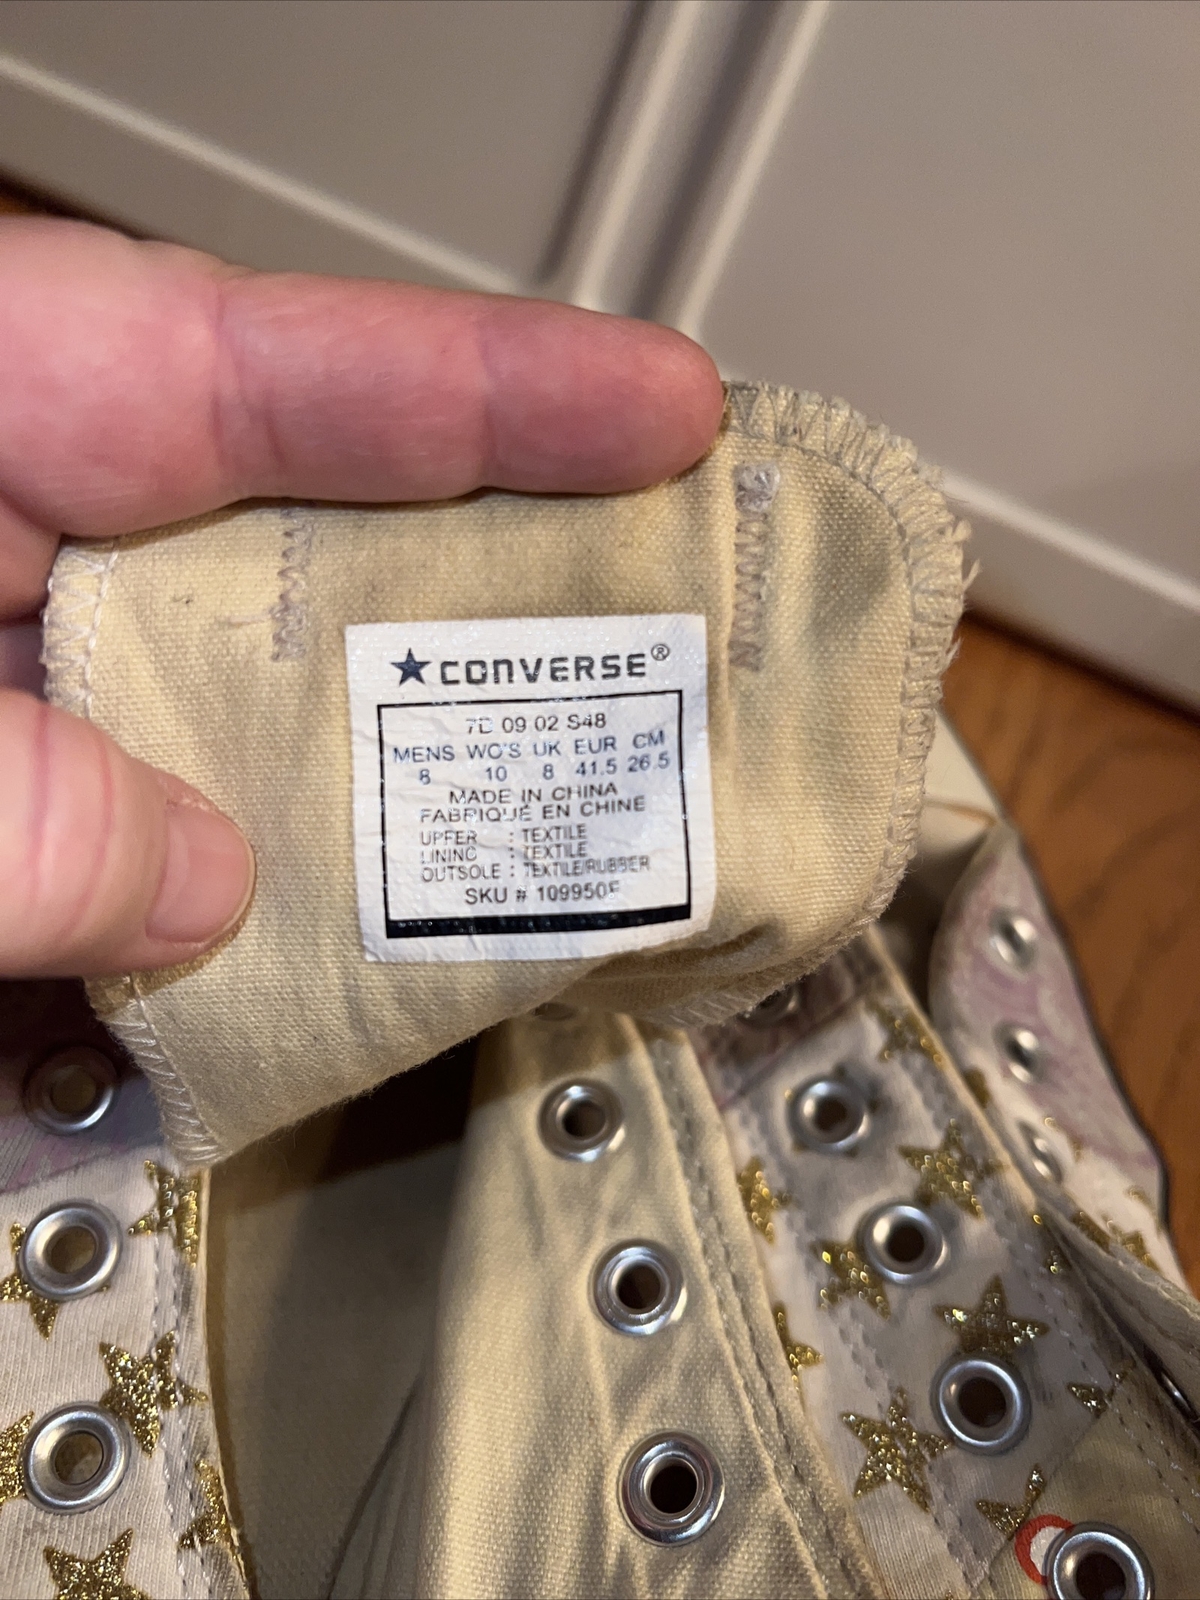 ★CONVERSE®
09 02 S48
MENS WO'S UK EUR CM
8 10 8 41.5 26.5
MADE IN CHINA
FABRIQUÉ EN CHINE
UPPER : TEXTILE
LINING : TEXTILE
OUTSOLE : TEXTILE/RUBBER
SKU # 109950F